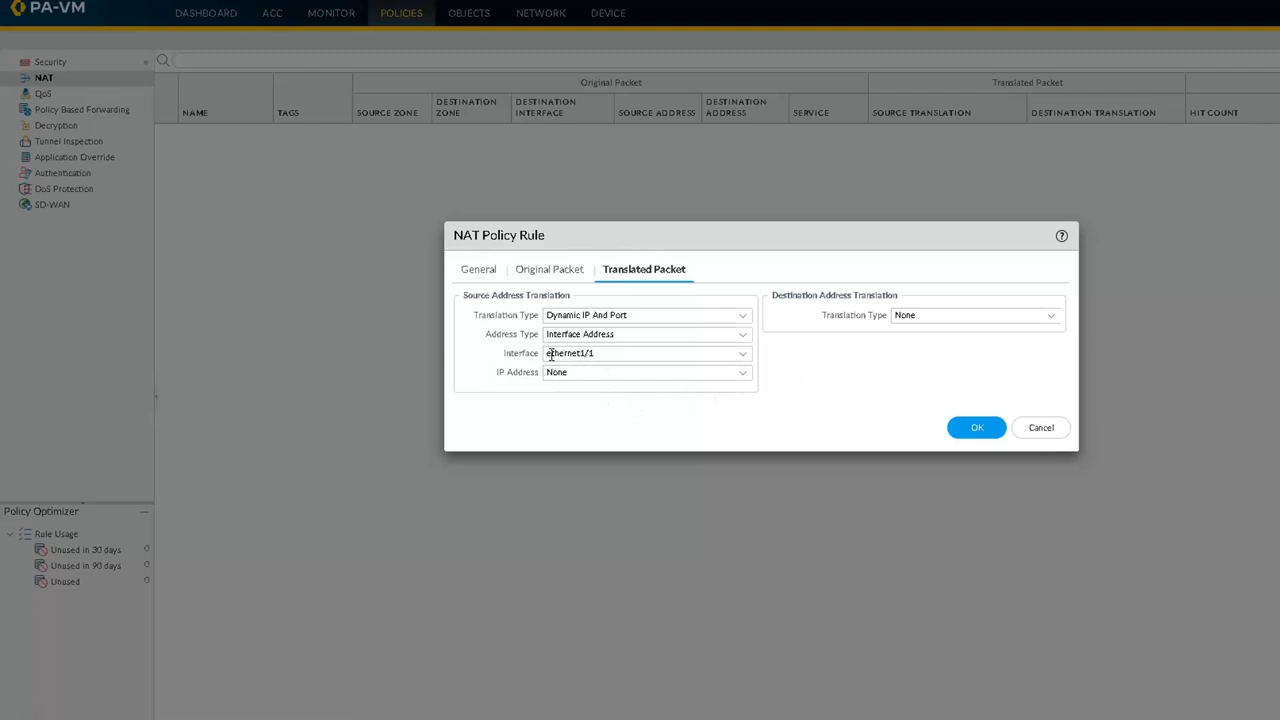 PA-VM
DASHBOARD ACC MONITOR POLICIES OBJECTS NETWORK DEVICE
Security
NAT
QoS
Policy Based Forwarding
Decryption
Tunnel Inspection
Application Override
Authentication
DoS Protection
SD-WAN
Original Packet Translated Packet
NAME TAGS SOURCE ZONE DESTINATION ZONE DESTINATION INTERFACE SOURCE ADDRESS DESTINATION ADDRESS SERVICE SOURCE TRANSLATION DESTINATION TRANSLATION HIT COUNT
NAT Policy Rule
General Original Packet Translated Packet
Source Address Translation
Translation Type Dynamic IP And Port
Address Type Interface Address
Interface ethernet1/1
IP Address None
Destination Address Translation
Translation Type None
OK Cancel
Policy Optimizer
Rule Usage
Unused in 30 days 0
Unused in 90 days 0
Unused 0